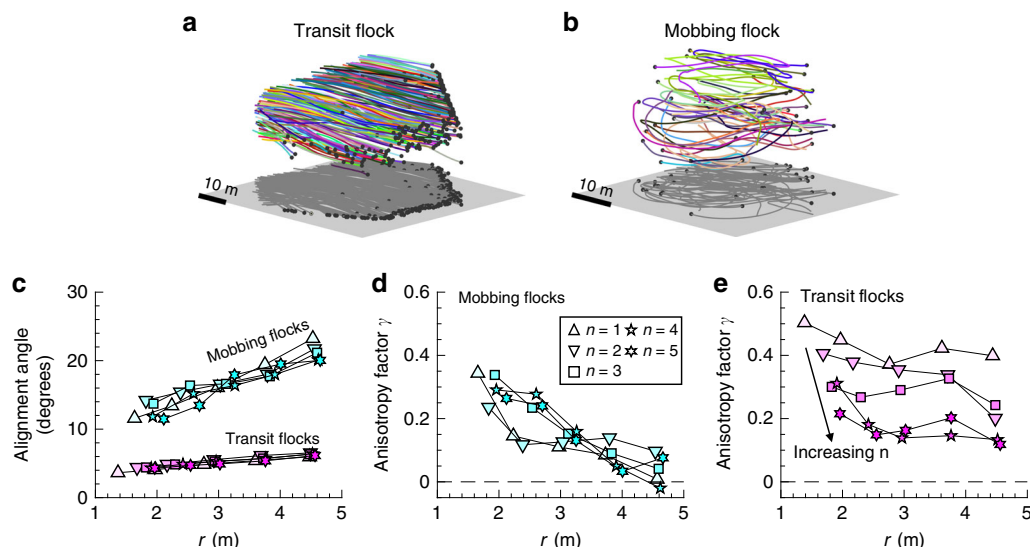 a
Transit flock
10 m
b
Mobbing flock
10 m
c
Alignment angle
(degrees)
30
20
10
0
Mobbing flocks
Transit flocks
1 2 3 4 5
r (m)
d
Anisotropy factor γ
0.6
0.4
0.2
0
Mobbing flocks
n = 1 n = 4
n = 2 n = 5
n = 3
1 2 3 4 5
r (m)
e
Anisotropy factor γ
0.6
0.4
0.2
0
Transit flocks
Increasing n
1 2 3 4 5
r (m)